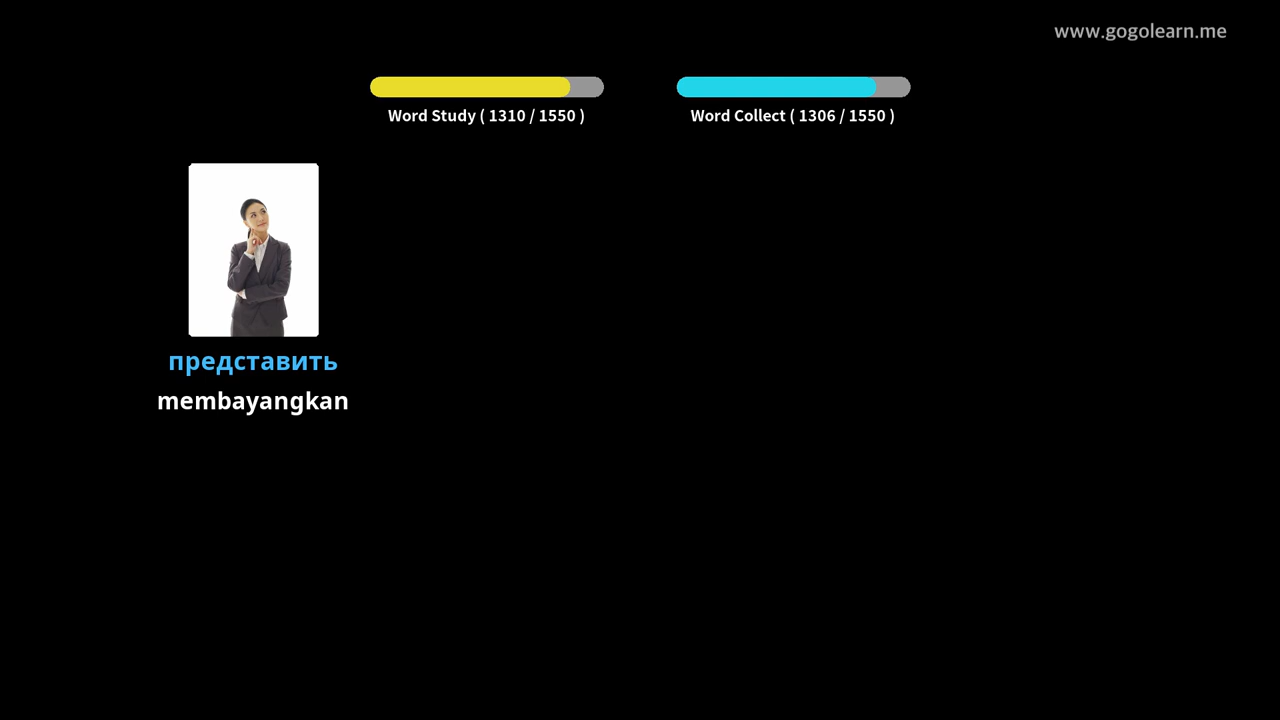 www.gogolearn.me
Word Study ( 1310 / 1550 )
Word Collect ( 1306 / 1550 )
представить
membayangkan